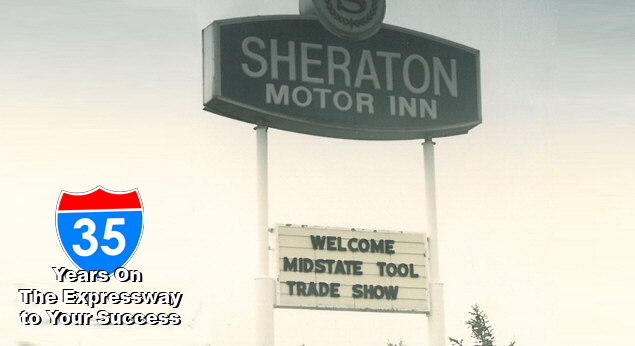 S
SHERATON
MOTOR INN
WELCOME
MIDSTATE TOOL
TRADE SHOW
35
Years On
The Expressway
to Your Success